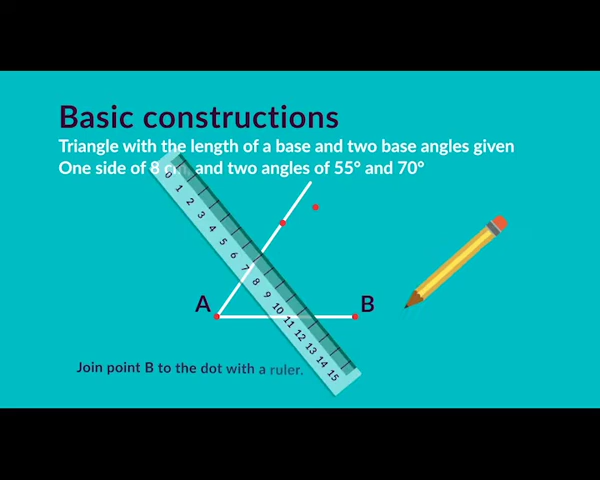 Basic constructions
Triangle with the length of a base and two base angles given
One side of 8 cm, and two angles of 55° and 70°
0 1 2 3 4 5 6 7 8 9 10 11 12 13 14 15
A
B
Join point B to the dot with a ruler.